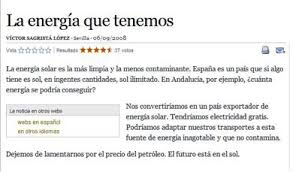 La energía que tenemos
VÍCTOR SAGRISTÁ LÓPEZ - Sevilla - 06/09/2008
Vota Resultado 37 votos
La energía solar es la más limpia y la menos contaminante. España es un país que si algo
tiene es sol, en ingentes cantidades, sol ilimitado. En Andalucía, por ejemplo, ¿cuánta
energía se podría conseguir?
La noticia en otros webs
webs en español
en otros idiomas
Nos convertiríamos en un país exportador de
energía solar. Tendríamos electricidad gratis.
Podríamos adaptar nuestros transportes a esta
fuente de energía inagotable y que no contamina.
Dejemos de lamentarnos por el precio del petróleo. El futuro está en el sol.